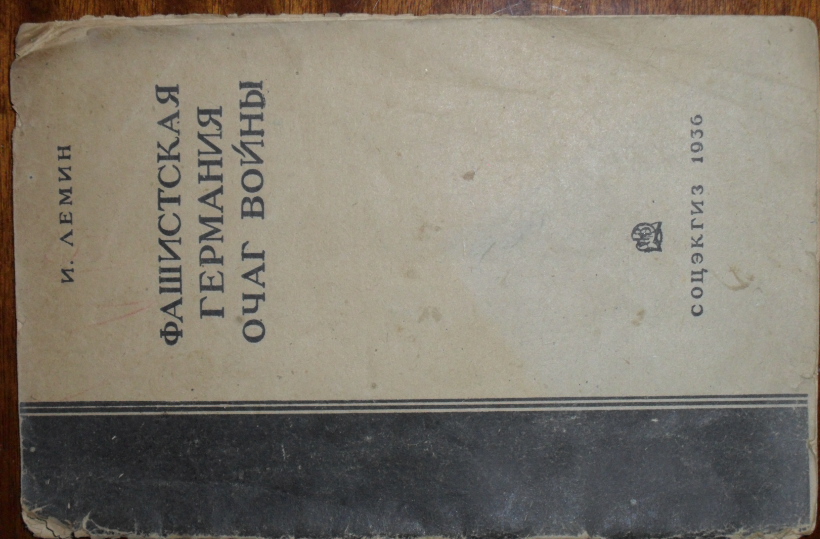 И. ЛЕМИН
ФАШИСТСКАЯ
ГЕРМАНИЯ
ОЧАГ ВОЙНЫ
СОЦЭКГИЗ 1936